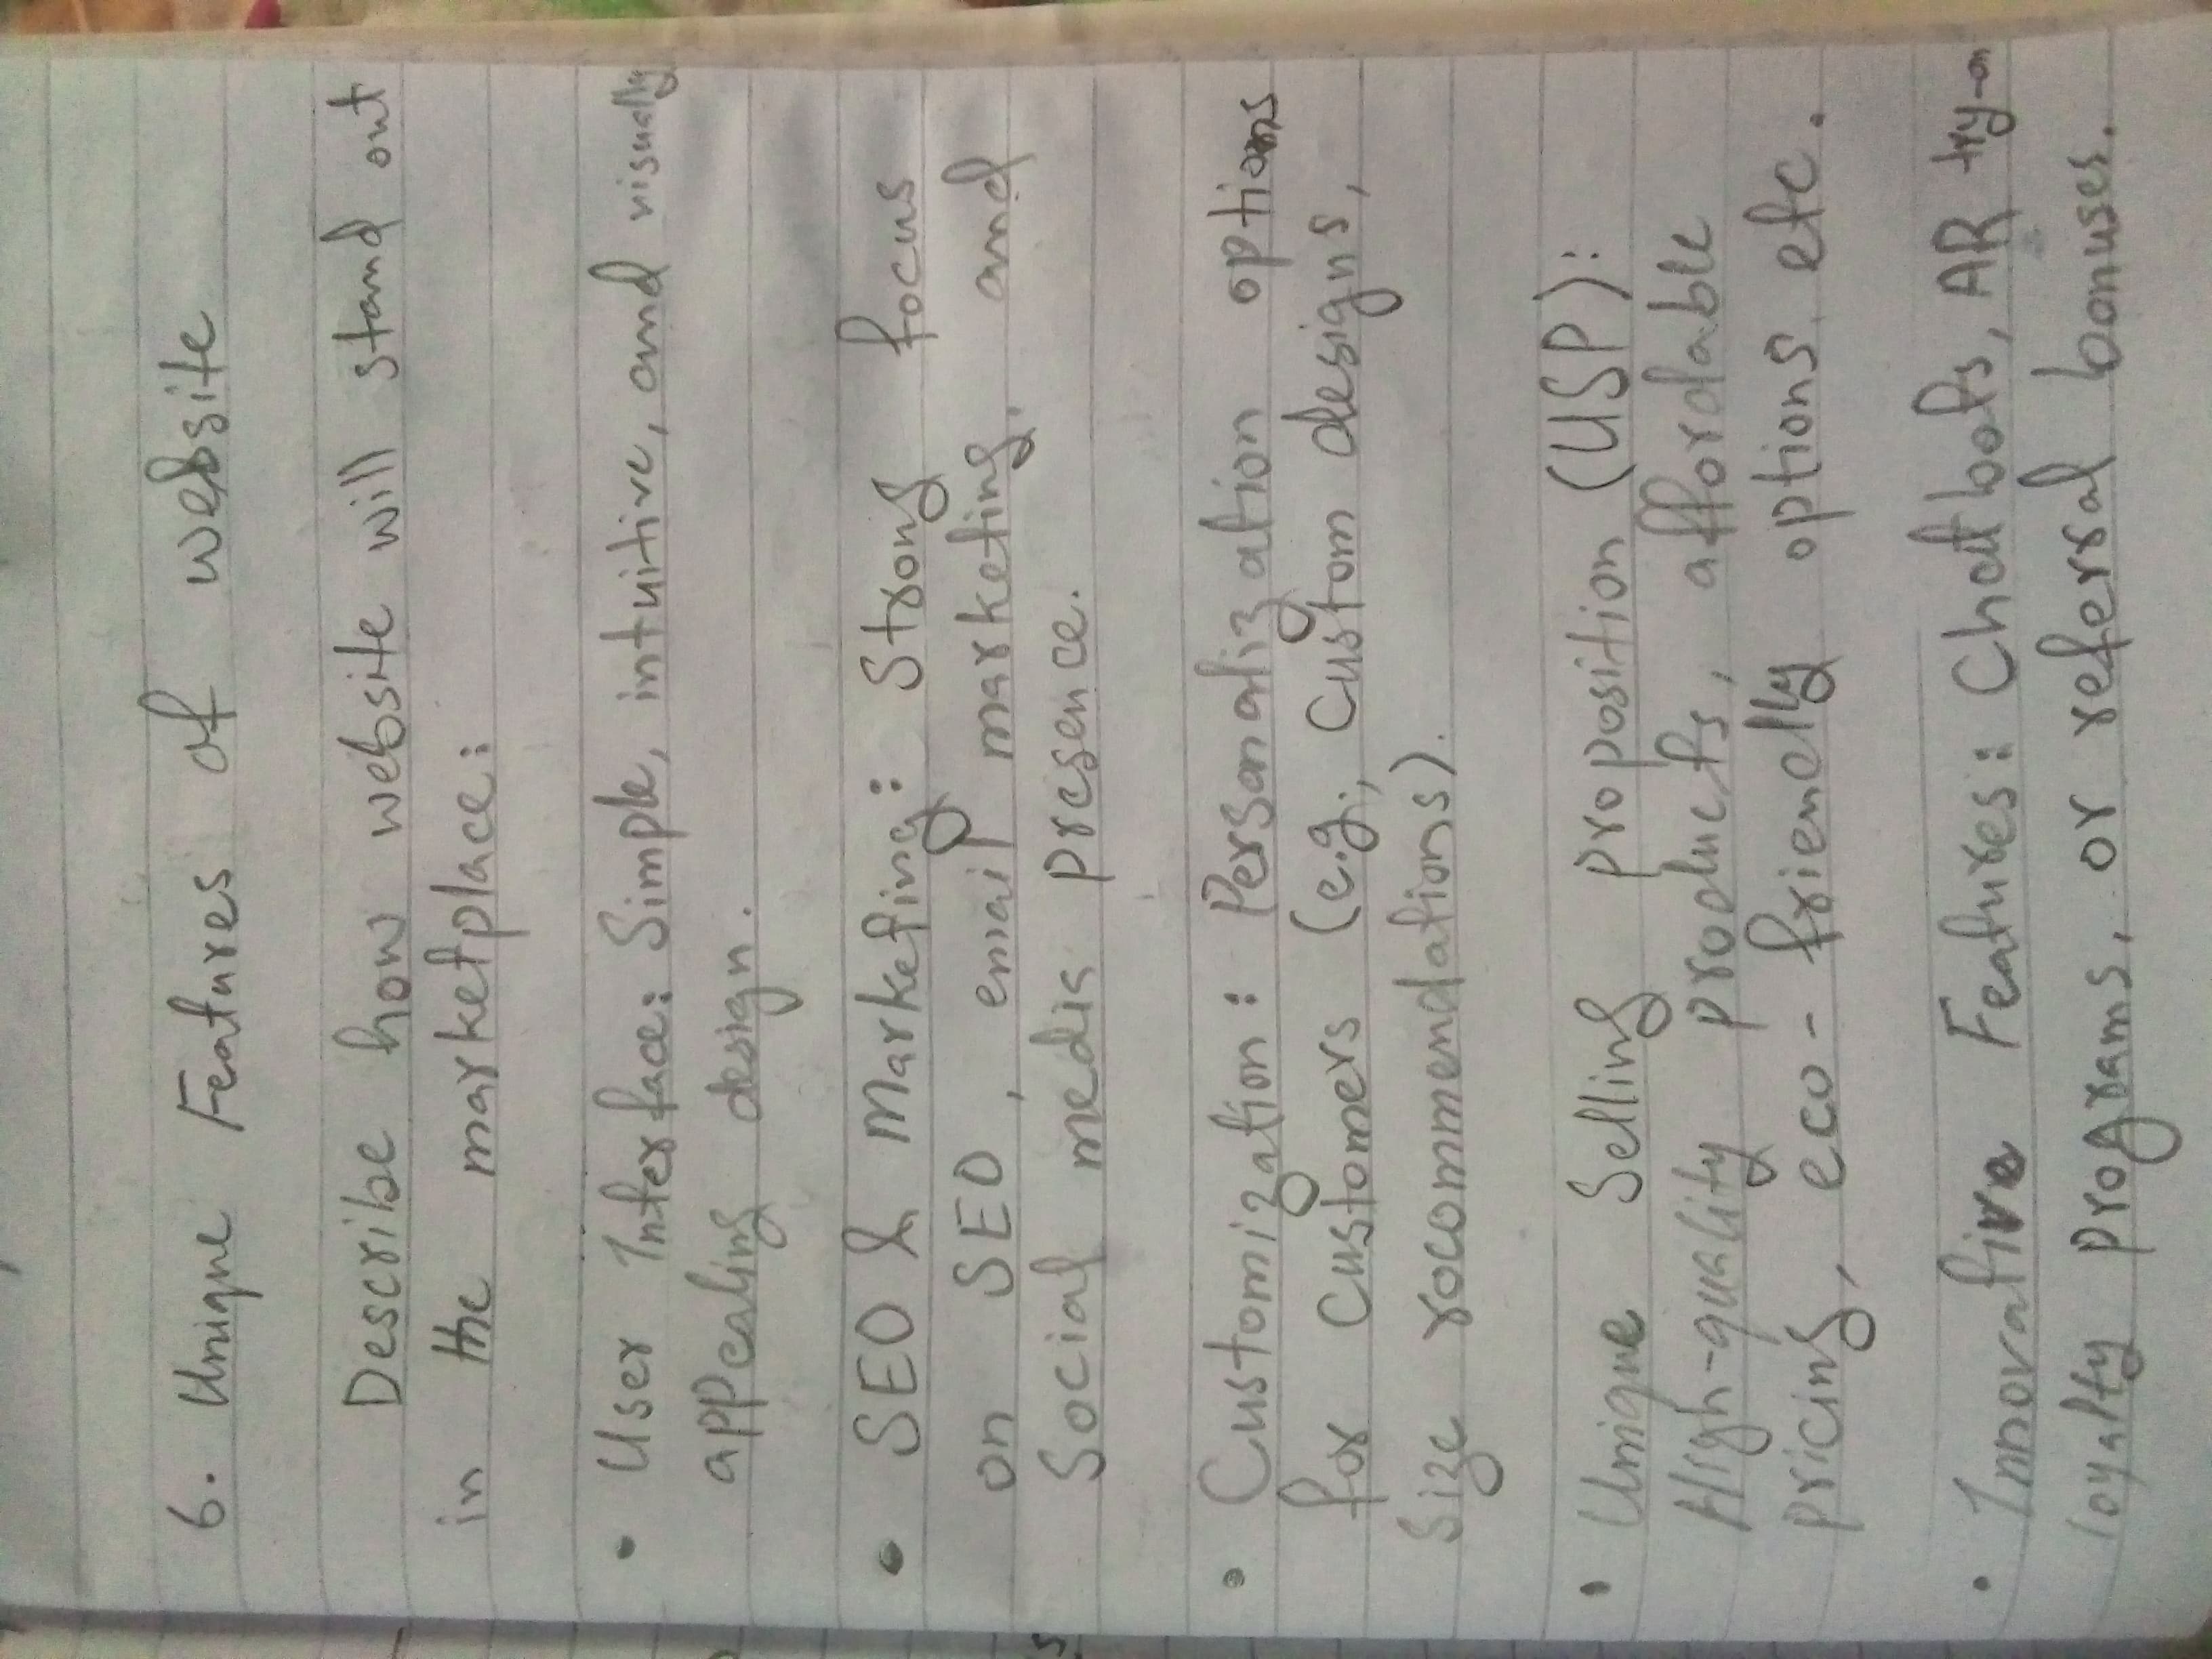 6. Unique Features of website
Describe how website will stand out
in the marketplace:
• User Interface: Simple, intuitive, and visually
appealing design.
• SEO & Marketing: Strong focus
on SEO, email marketing, and
Social media presence.
• Customization: Personalization options
for customers (e.g., custom designs,
Size rocommendations).
• Unique Selling proposition (USP):
High-quality products, affordable
pricing, eco-friendly options etc.
• Innovative Features: Chatbots, AR try-on
loyalty programs, or referral bonuses.